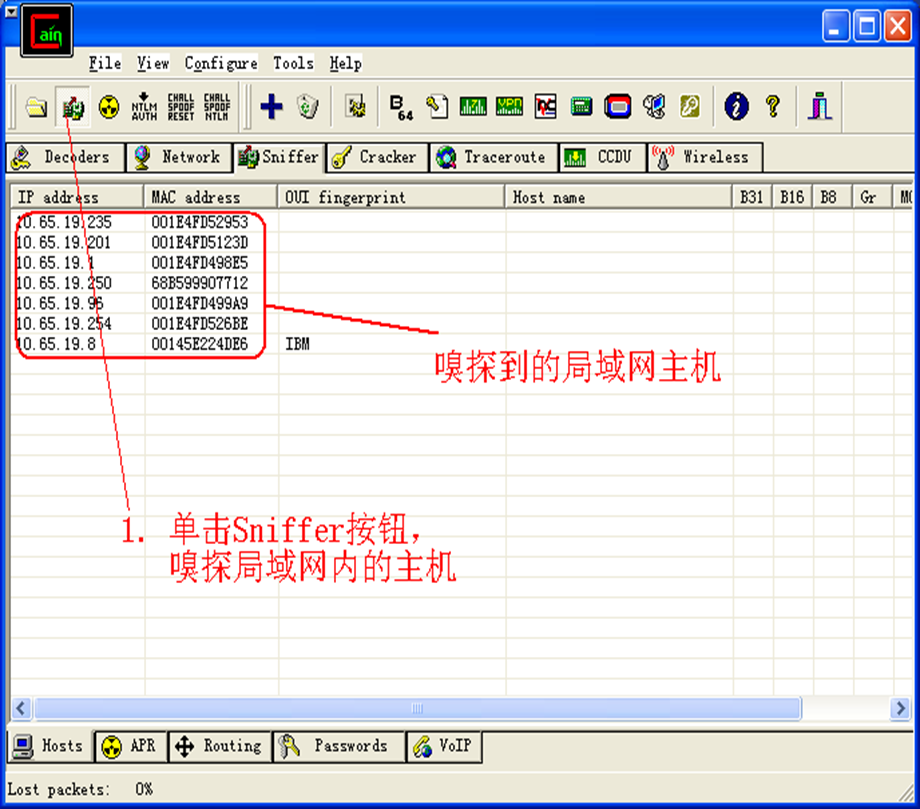 Caín
File View Configure Tools Help
NTLM AUTH CHALL SPOOF RESET CHALL SPOOF NTLM B64
Decoders Network Sniffer Cracker Traceroute CCDU Wireless
IP address MAC address OUI fingerprint Host name B31 B16 B8 Gr
10.65.19.235 001E4FD52953
10.65.19.201 001E4FD5123D
10.65.19.1 001E4FD498E5
10.65.19.250 68B599907712
10.65.19.96 001E4FD499A9
10.65.19.254 001E4FD526BE
10.65.19.8 00145E224DE6 IBM
嗅探到的局域网主机
1. 单击Sniffer按钮，
嗅探局域网内的主机
Hosts APR Routing Passwords VoIP
Lost packets: 0%